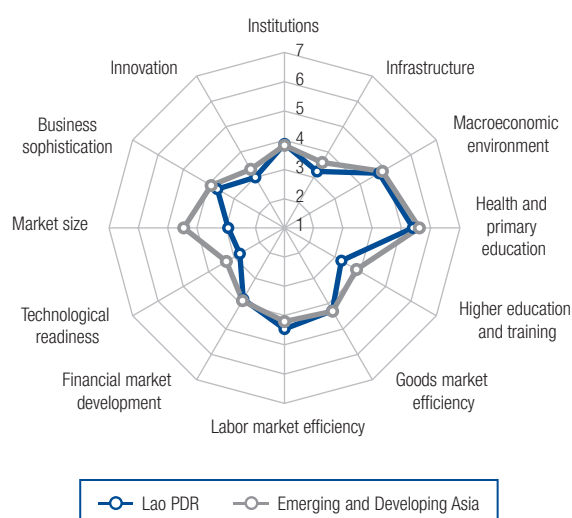 Institutions
7
6
5
4
3
2
1
Infrastructure
Macroeconomic
environment
Health and
primary
education
Higher education
and training
Goods market
efficiency
Labor market efficiency
Financial market
development
Technological
readiness
Market size
Business
sophistication
Innovation
Lao PDR
Emerging and Developing Asia